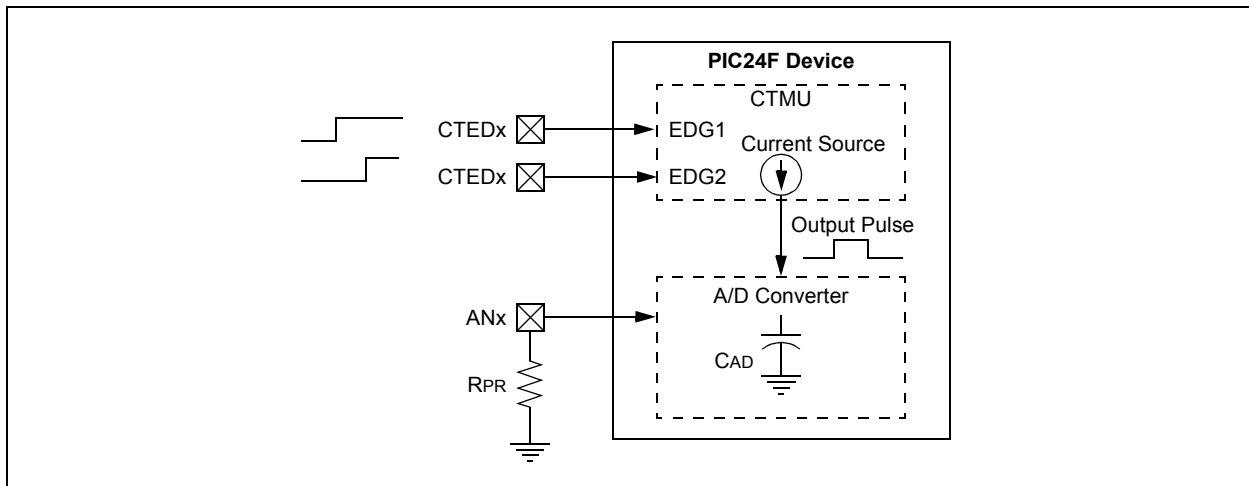 PIC24F Device
CTMU
CTEDx
EDG1
Current Source
CTEDx
EDG2
Output Pulse
A/D Converter
ANx
CAD
RPR